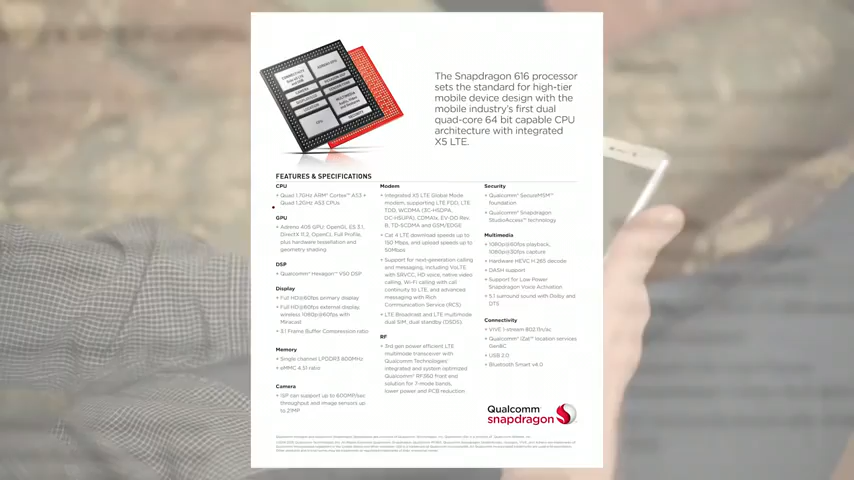 The Snapdragon 616 processor
sets the standard for high-tier
mobile device design with the
mobile industry's first dual
quad-core 64 bit capable CPU
architecture with integrated
X5 LTE.
FEATURES & SPECIFICATIONS
CPU
+ Quad 1.7GHz ARM® Cortex™ A53 +
Quad 1.2GHz A53 CPUs
GPU
+ Adreno 405 GPU: OpenGL ES 3.1,
DirectX 11.2, OpenCL Full Profile,
plus hardware tessellation and
geometry shading.
DSP
+ Qualcomm® Hexagon™ V50 DSP
Display
+ Full HD@60fps primary display
+ Full HD@60fps external display,
wireless 1080p@60fps with
Miracast
+ 3.1 Frame Buffer Compression ratio
Memory
+ Single channel LPDDR3 800MHz
+ eMMC 4.51 ratio
Camera
+ ISP can support up to 600MP/sec
throughput and image sensors up
to 21MP
Modem
+ Integrated X5 LTE Global Mode
modem, supporting LTE FDD, LTE
TDD, WCDMA (3C-HSDPA,
DC-HSUPA), CDMA1x, EV-DO Rev.
B, TD-SCDMA and GSM/EDGE
+ Cat 4 LTE download speeds up to
150 Mbps, and upload speeds up to
50Mbps
+ Support for next-generation calling
and messaging, including VoLTE
with SRVCC, HD voice, native video
calling, Wi-Fi calling with call
continuity to LTE, and advanced
messaging with Rich
Communication Service (RCS)
+ LTE Broadcast and LTE multimode
dual SIM, dual standby (DSDS)
RF
+ 3rd gen power efficient LTE
multimode transceiver with
Qualcomm Technologies'
integrated and system optimized
Qualcomm® RF360 front end
solution for 7-mode bands,
lower power and PCB reduction
Security
+ Qualcomm® SecureMSM™
foundation
+ Qualcomm® Snapdragon
StudioAccess™ technology
Multimedia
+ 1080p@60fps playback,
1080p@30fps capture
+ Hardware HEVC H.265 decode
+ DASH support
+ Support for Low Power
Snapdragon Voice Activation
+ 5.1 surround sound with Dolby and
DTS
Connectivity
+ VIVE 1-stream 802.11n/ac
+ Qualcomm® iZat™ location services
Gen8C
+ USB 2.0
+ Bluetooth Smart v4.0
Qualcomm
snapdragon